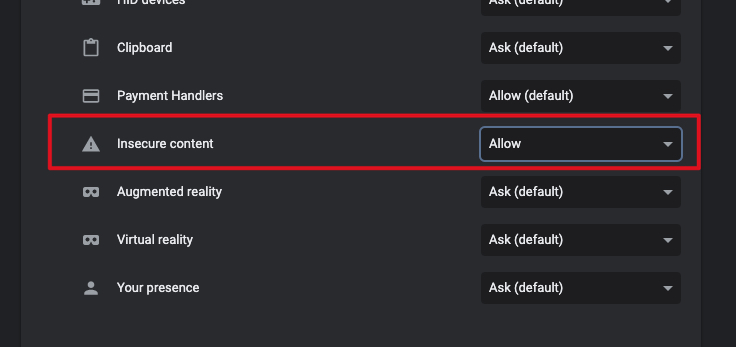 HID devices
Ask (default)
Clipboard
Ask (default)
Payment Handlers
Allow (default)
Insecure content
Allow
Augmented reality
Ask (default)
Virtual reality
Ask (default)
Your presence
Ask (default)